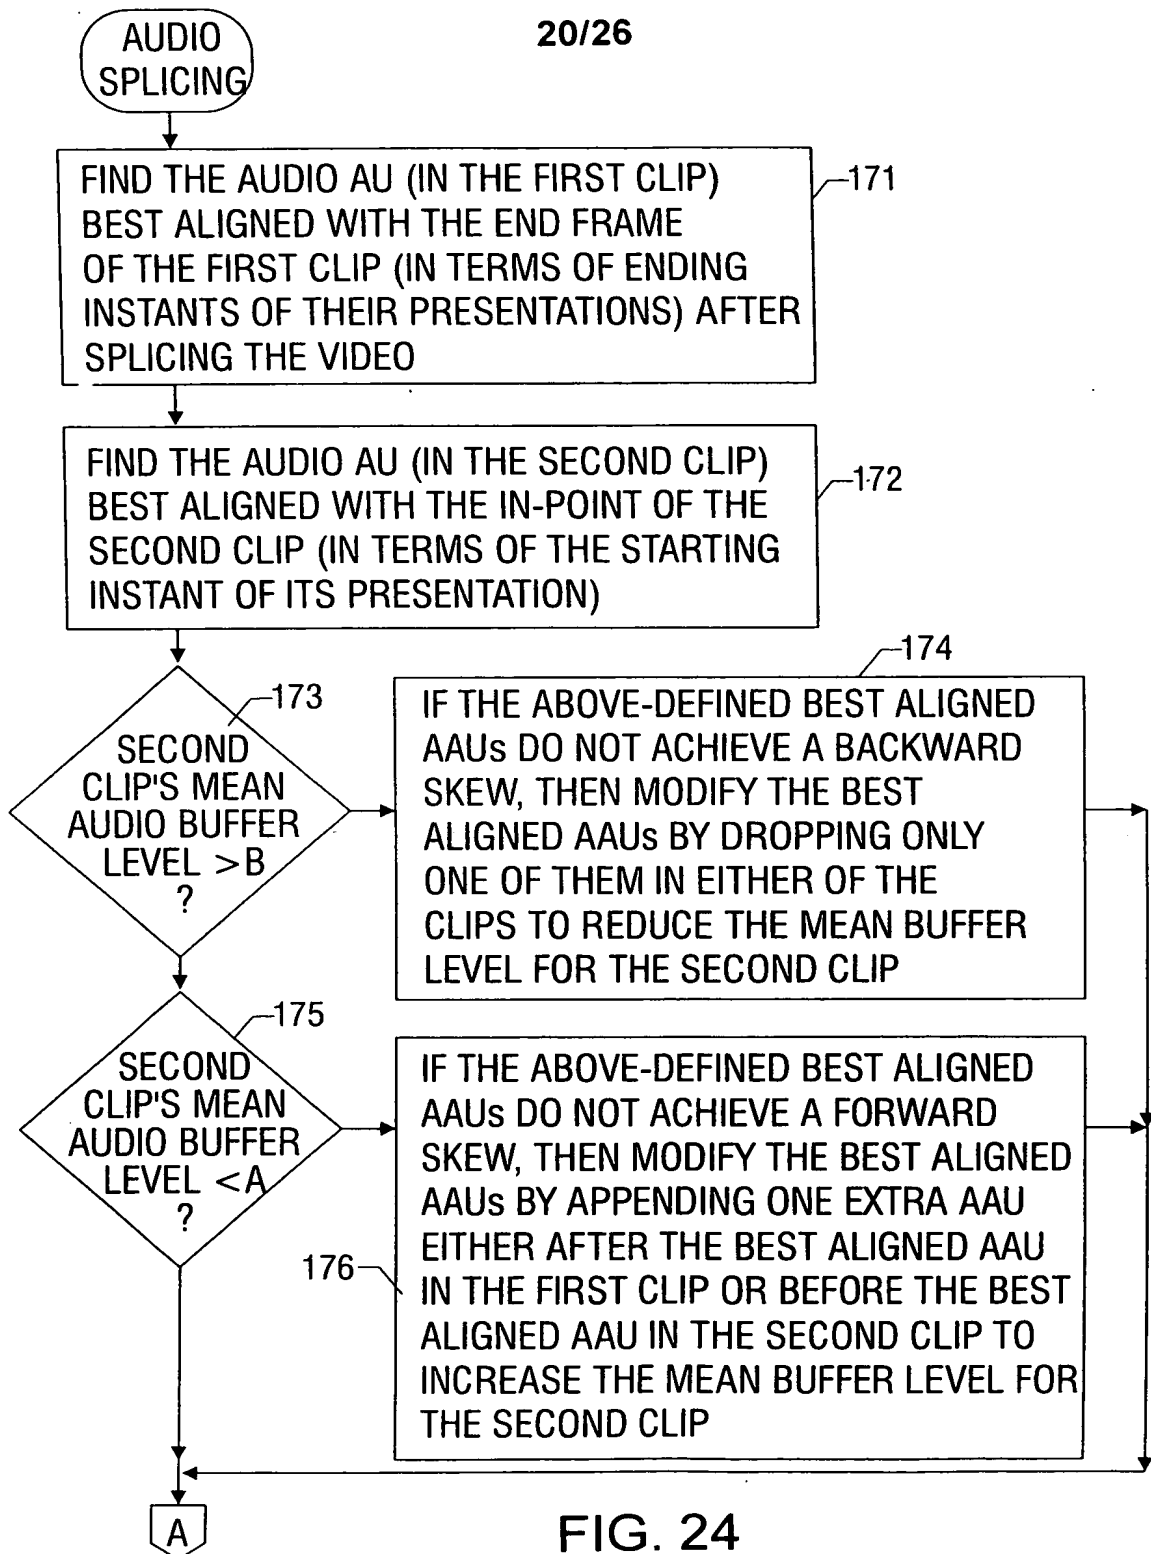 20/26
AUDIO
SPLICING
FIND THE AUDIO AU (IN THE FIRST CLIP)
BEST ALIGNED WITH THE END FRAME
OF THE FIRST CLIP (IN TERMS OF ENDING
INSTANTS OF THEIR PRESENTATIONS) AFTER
SPLICING THE VIDEO
171
FIND THE AUDIO AU (IN THE SECOND CLIP)
BEST ALIGNED WITH THE IN-POINT OF THE
SECOND CLIP (IN TERMS OF THE STARTING
INSTANT OF ITS PRESENTATION)
172
173
SECOND
CLIP'S MEAN
AUDIO BUFFER
LEVEL >B
?
174
IF THE ABOVE-DEFINED BEST ALIGNED
AAUs DO NOT ACHIEVE A BACKWARD
SKEW, THEN MODIFY THE BEST
ALIGNED AAUs BY DROPPING ONLY
ONE OF THEM IN EITHER OF THE
CLIPS TO REDUCE THE MEAN BUFFER
LEVEL FOR THE SECOND CLIP
175
SECOND
CLIP'S MEAN
AUDIO BUFFER
LEVEL <A
?
176
IF THE ABOVE-DEFINED BEST ALIGNED
AAUs DO NOT ACHIEVE A FORWARD
SKEW, THEN MODIFY THE BEST ALIGNED
AAUs BY APPENDING ONE EXTRA AAU
EITHER AFTER THE BEST ALIGNED AAU
IN THE FIRST CLIP OR BEFORE THE BEST
ALIGNED AAU IN THE SECOND CLIP TO
INCREASE THE MEAN BUFFER LEVEL FOR
THE SECOND CLIP
A
FIG. 24